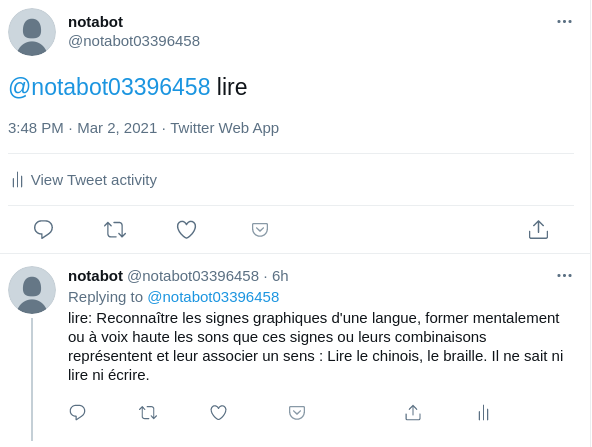 notabot
@notabot03396458
@notabot03396458 lire
3:48 PM · Mar 2, 2021 · Twitter Web App
View Tweet activity
notabot @notabot03396458 · 6h
Replying to @notabot03396458
lire: Reconnaître les signes graphiques d'une langue, former mentalement
ou à voix haute les sons que ces signes ou leurs combinaisons
représentent et leur associer un sens : Lire le chinois, le braille. Il ne sait ni
lire ni écrire.